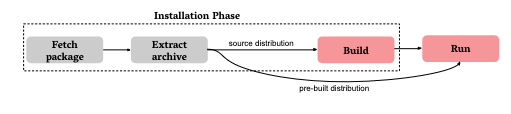 Installation Phase
Fetch
package
Extract
archive
source distribution
Build
Run
pre-built distribution